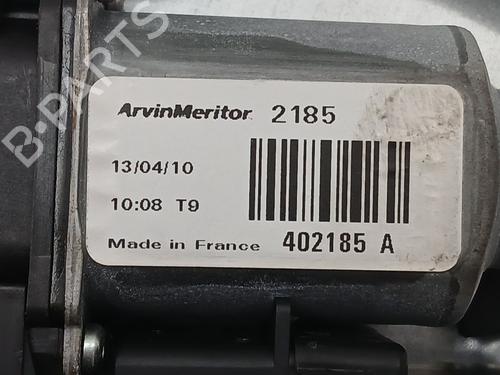 B-PARTS
ArvinMeritor 2185
13/04/10
10:08 T9
Made in France 402185 A